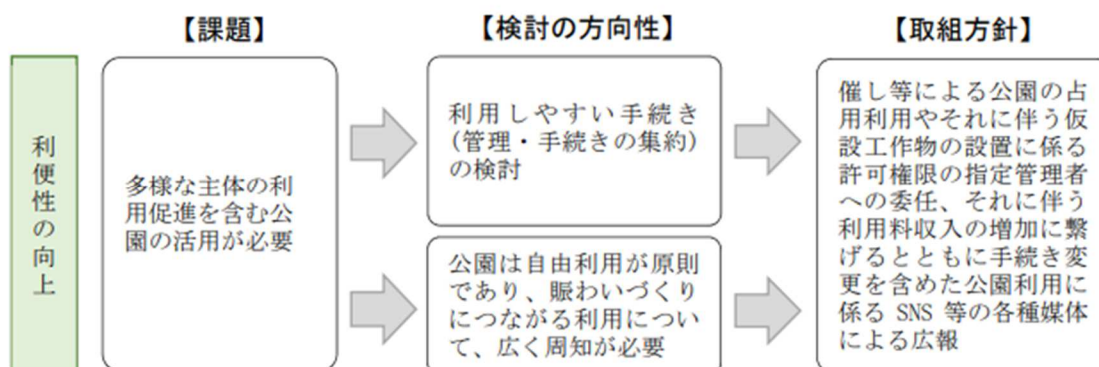 【課題】
【検討の方向性】
【取組方針】
利便性の向上
多様な主体の利
用促進を含む公
園の活用が必要
利用しやすい手続き
(管理・手続きの集約)
の検討
公園は自由利用が原則
であり、賑わいづくり
につながる利用につい
て、広く周知が必要
催し等による公園の占
用利用やそれに伴う仮
設工作物の設置に係る
許可権限の指定管理者
への委任、それに伴う
利用料収入の増加に繋
げるとともに手続き変
更を含めた公園利用に
係る SNS 等の各種媒体
による広報